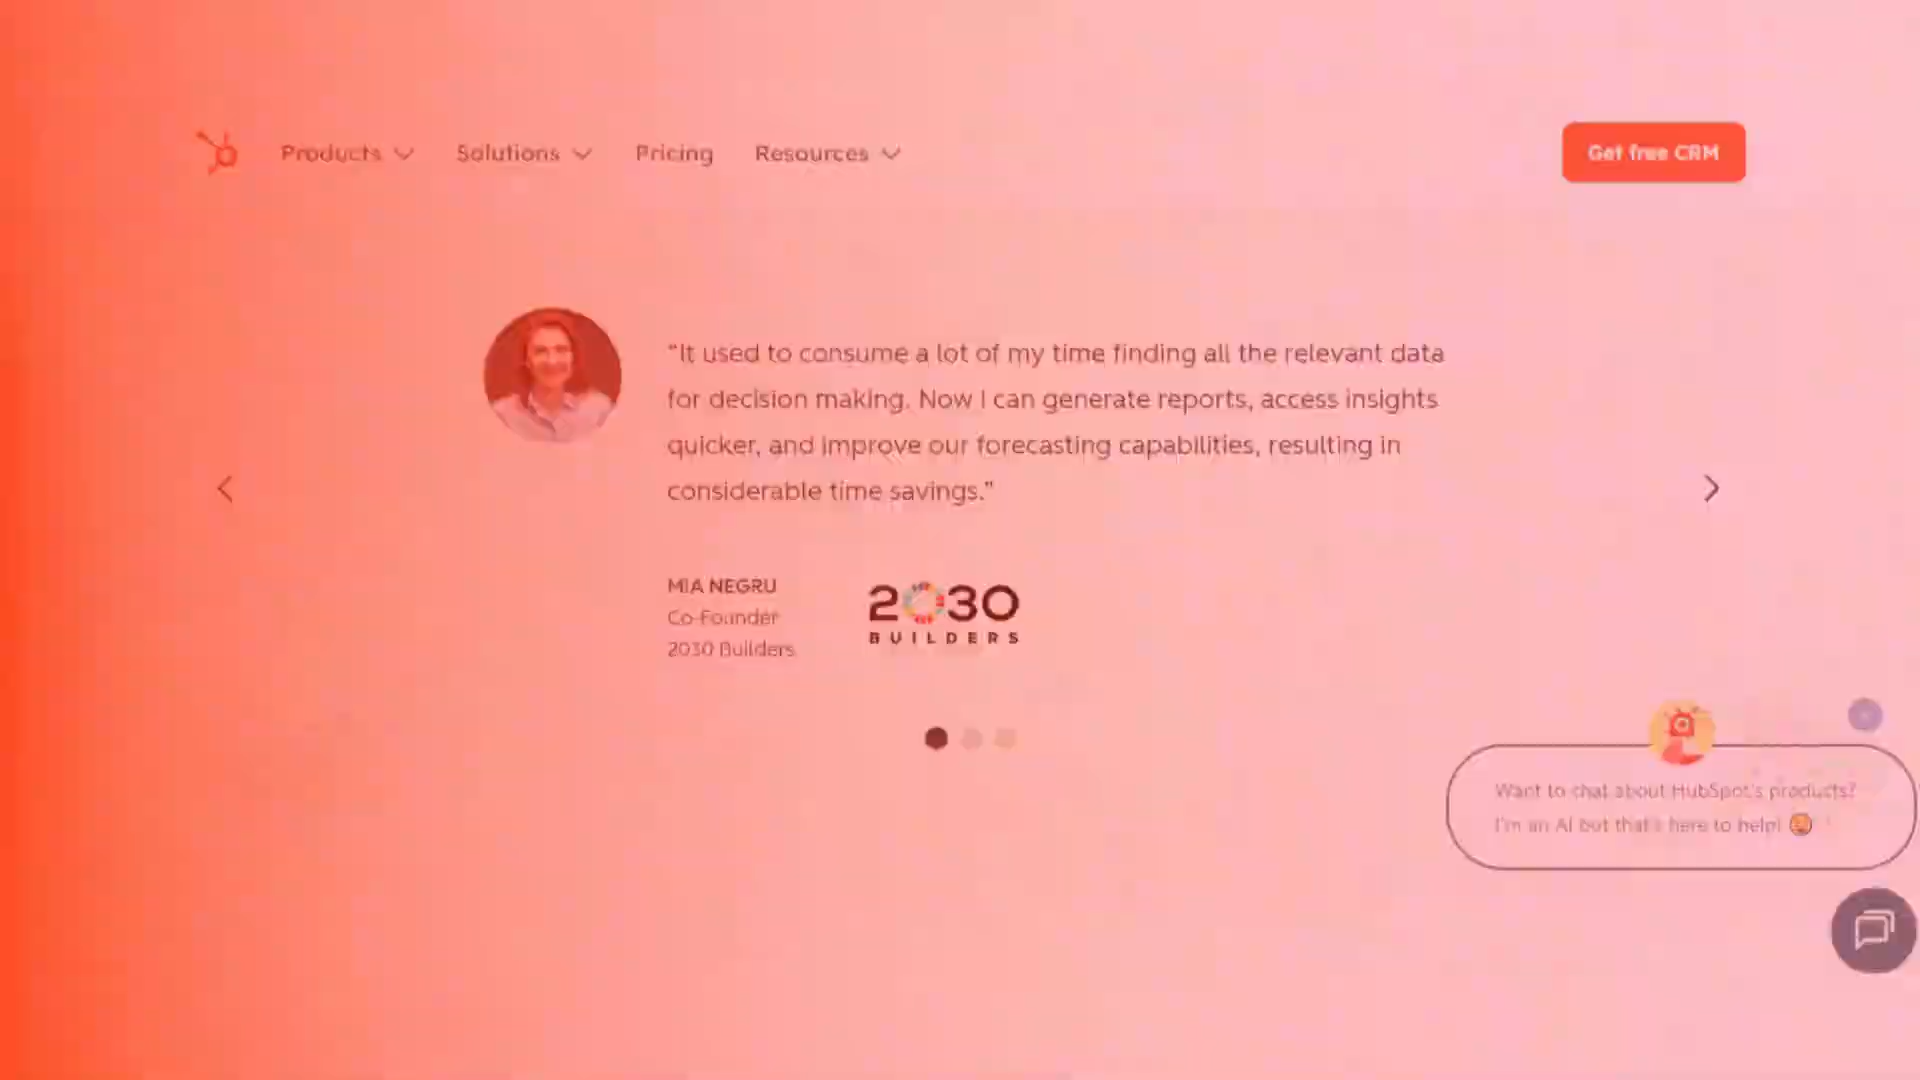 Products
Solutions
Pricing
Resources
Get free CRM
“It used to consume a lot of my time finding all the relevant data
for decision making. Now I can generate reports, access insights
quicker, and improve our forecasting capabilities, resulting in
considerable time savings.”
MIA NEGRU
Co-Founder
2030 Builders
2030
BUILDERS
Want to chat about HubSpot's products?
I'm an AI bot that's here to help!